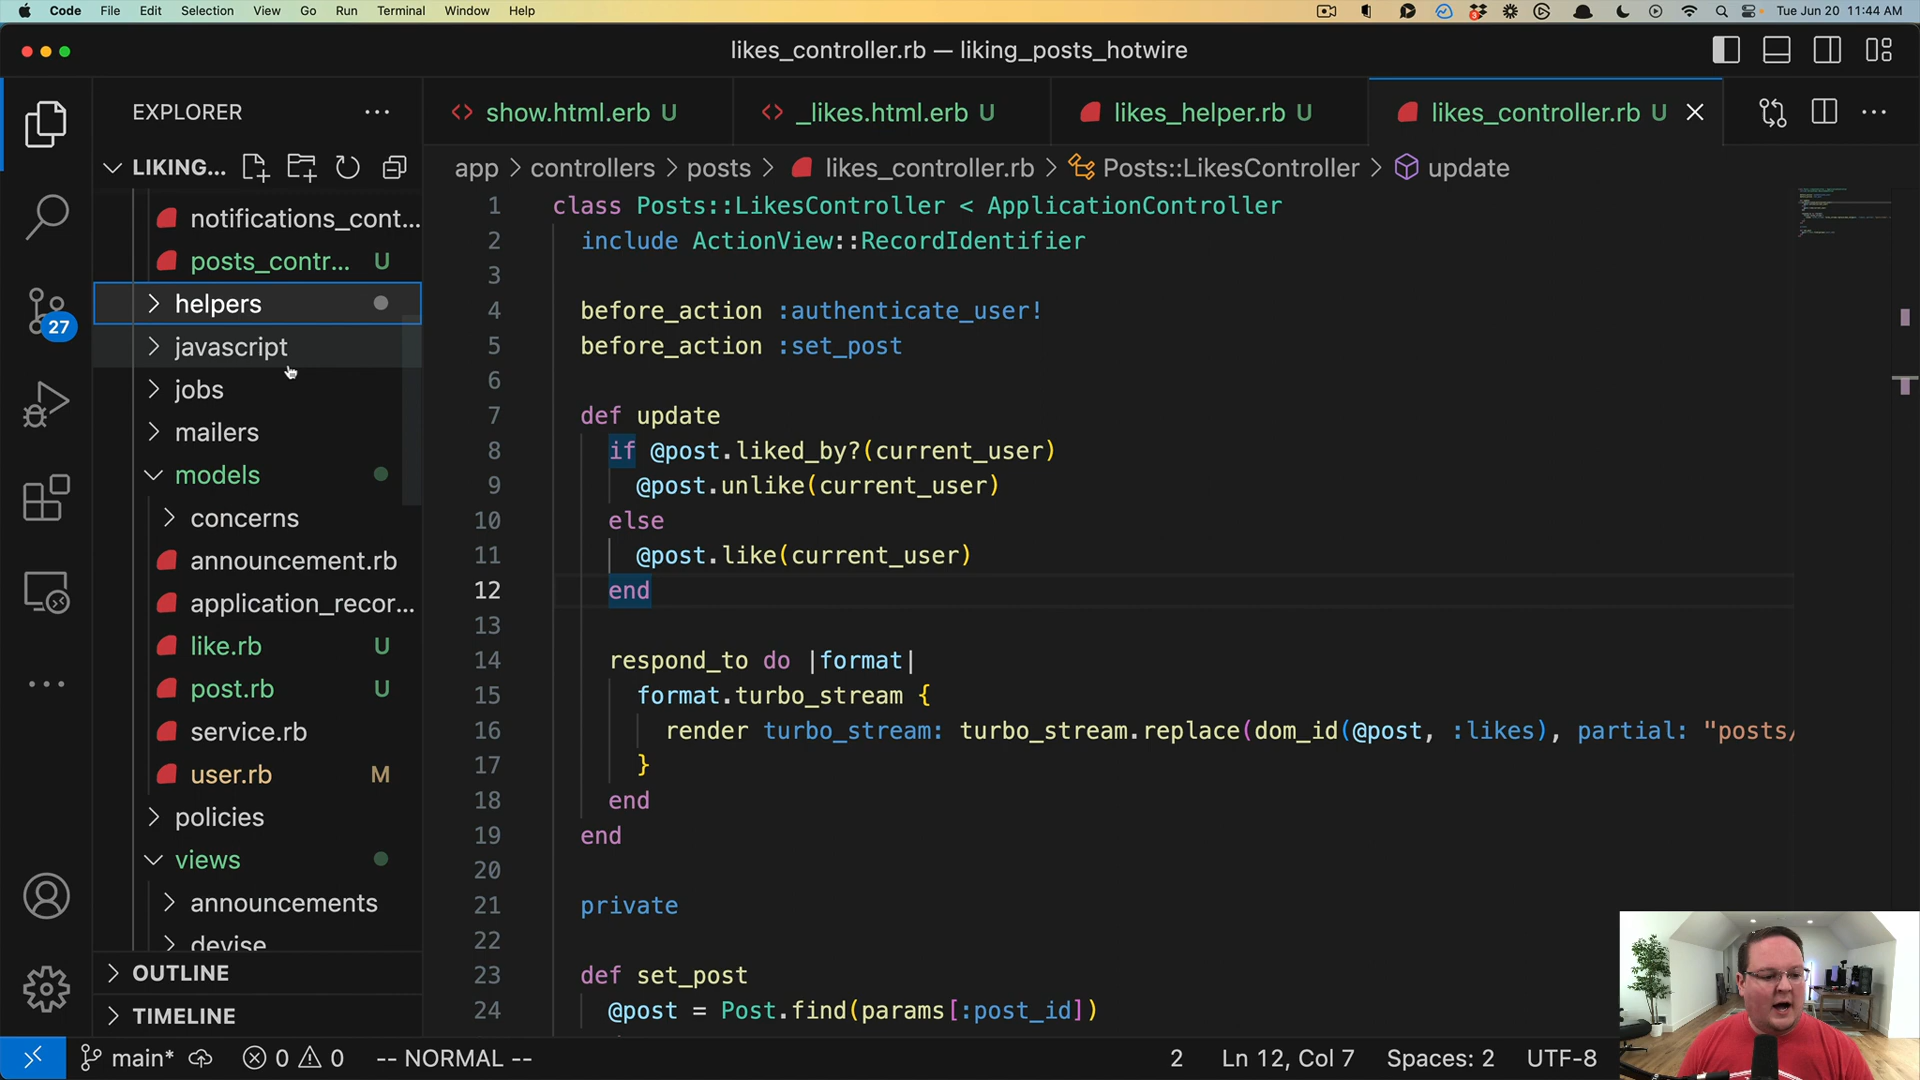 Code File Edit Selection View Go Run Terminal Window Help
3
Tue Jun 20 11:44 AM
likes_controller.rb — liking_posts_hotwire
EXPLORER
show.html.erb U
_likes.html.erb U
likes_helper.rb U
likes_controller.rb U
LIKING...
app > controllers > posts > likes_controller.rb > Posts::LikesController > update
notifications_cont...
posts_contr... U
helpers
javascript
jobs
mailers
models
concerns
announcement.rb
application_recor...
like.rb U
post.rb U
service.rb
user.rb M
policies
views
announcements
devise
OUTLINE
TIMELINE
27
1 class Posts::LikesController < ApplicationController
2 include ActionView::RecordIdentifier
3
4 before_action :authenticate_user!
5 before_action :set_post
6
7 def update
8 if @post.liked_by?(current_user)
9 @post.unlike(current_user)
10 else
11 @post.like(current_user)
12 end
13
14 respond_to do |format|
15 format.turbo_stream {
16 render turbo_stream: turbo_stream.replace(dom_id(@post, :likes), partial: "posts/
17 }
18 end
19 end
20
21 private
22
23 def set_post
24 @post = Post.find(params[:post_id])
main* 0 0 -- NORMAL -- 2 Ln 12, Col 7 Spaces: 2 UTF-8